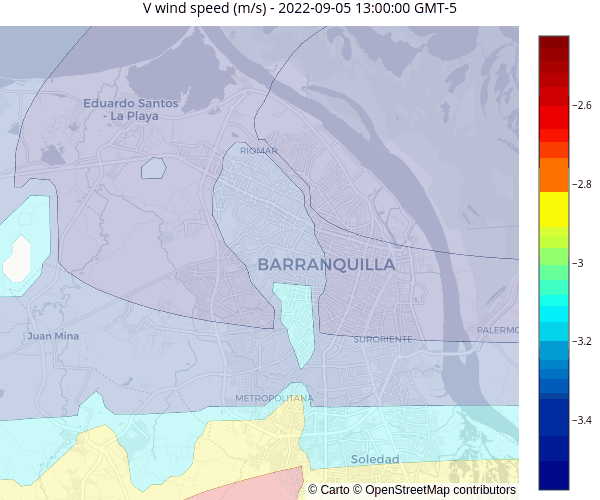 V wind speed (m/s) - 2022-09-05 13:00:00 GMT-5
Eduardo Santos
- La Playa
RIOMAR
BARRANQUILLA
Juan Mina
SURORIENTE
PALERMO
METROPOLITANA
Soledad
© Carto © OpenStreetMap contributors
−2.6
−2.8
−3
−3.2
−3.4